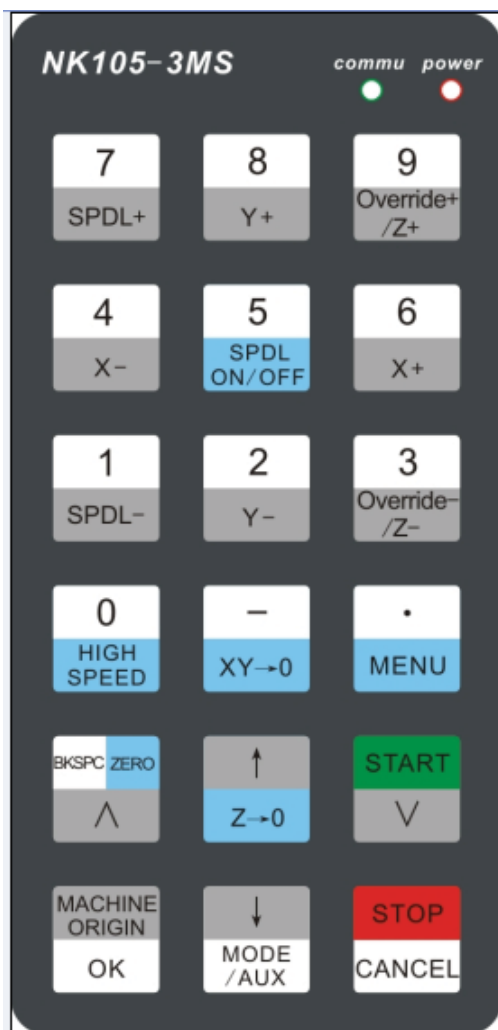 NK105-3MS
commu power
7
SPDL+
8
Y+
9
Override+
/Z+
4
X-
5
SPDL
ON/OFF
6
X+
1
SPDL-
2
Y-
3
Override-
/Z-
0
HIGH
SPEED
-
XY→0
.
MENU
BKSPC ZERO
∧
↑
Z→0
START
∨
MACHINE
ORIGIN
OK
↓
MODE
/AUX
STOP
CANCEL